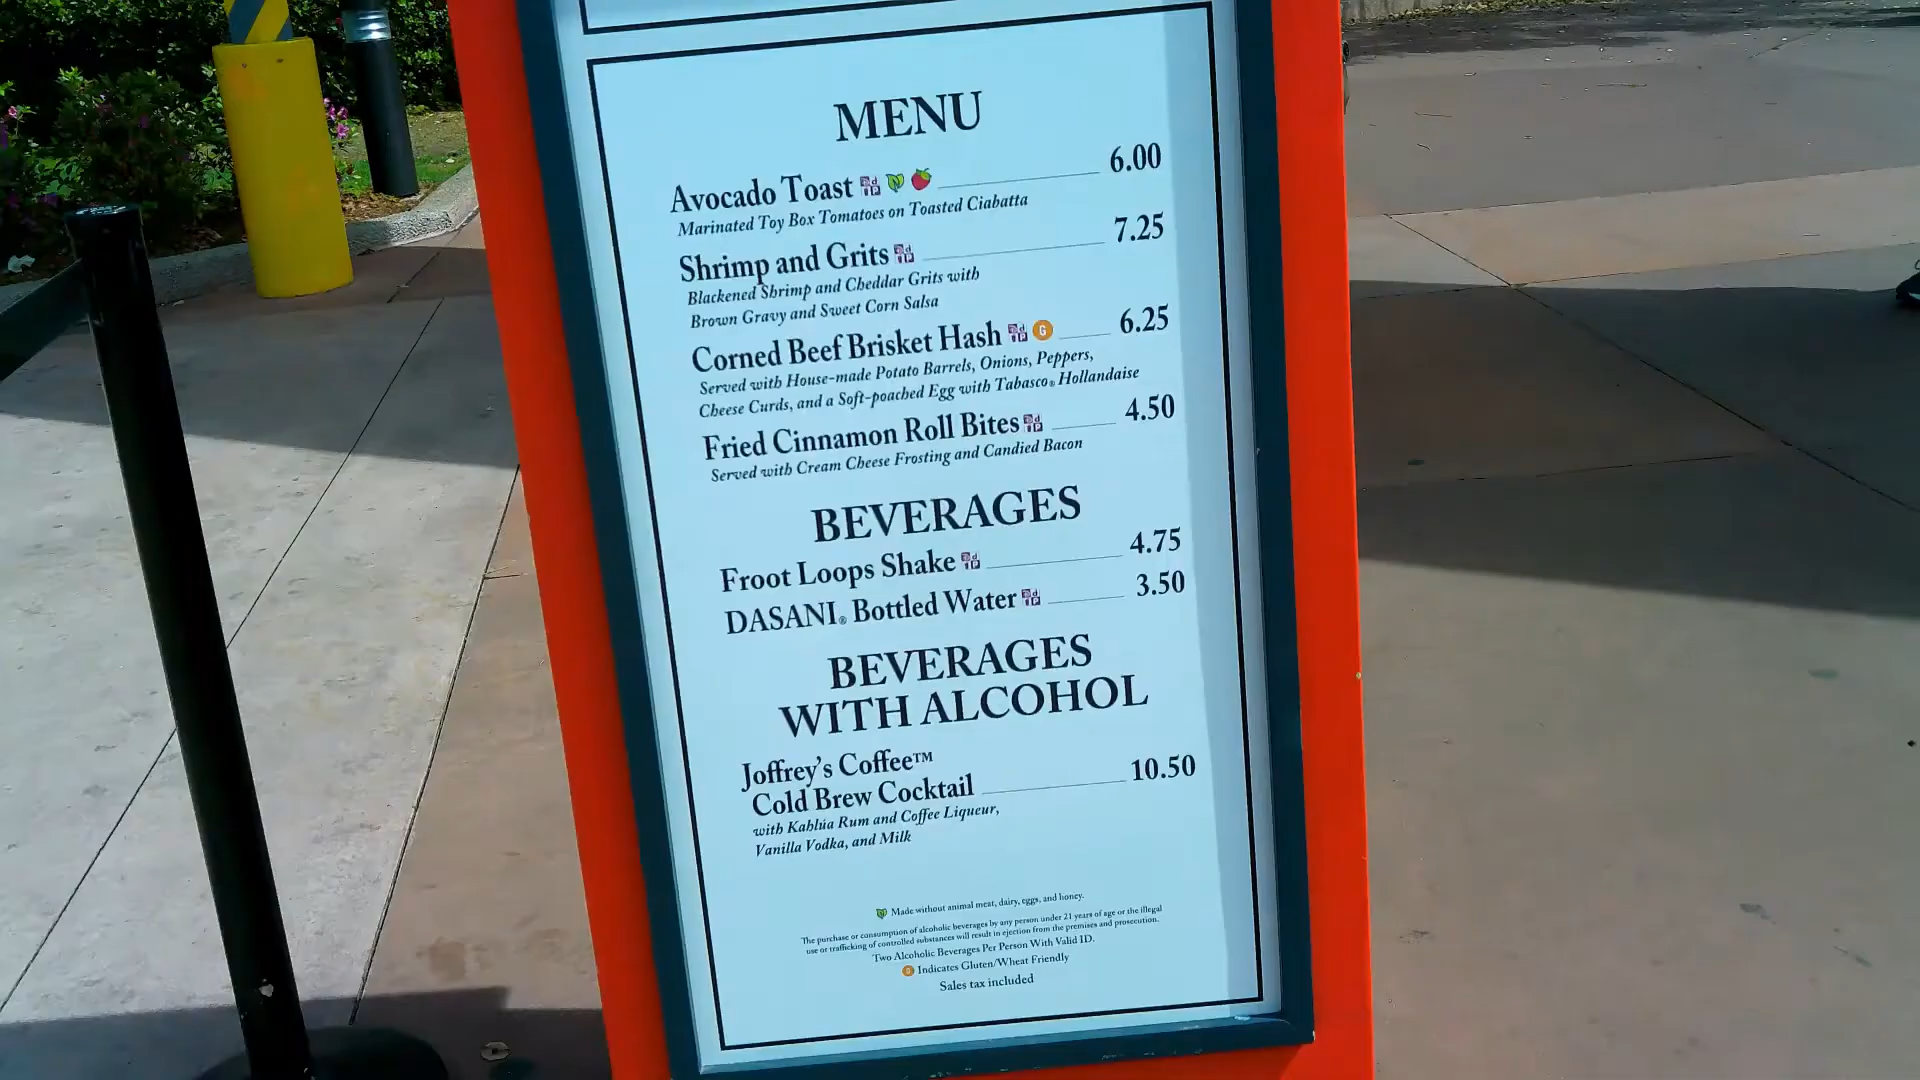 MENU
Avocado Toast 6.00
Marinated Toy Box Tomatoes on Toasted Ciabatta
Shrimp and Grits 7.25
Blackened Shrimp and Cheddar Grits with
Brown Gravy and Sweet Corn Salsa
Corned Beef Brisket Hash G 6.25
Served with House-made Potato Barrels, Onions, Peppers,
Cheese Curds, and a Soft-poached Egg with Tabasco® Hollandaise
Fried Cinnamon Roll Bites 4.50
Served with Cream Cheese Frosting and Candied Bacon
BEVERAGES
Froot Loops Shake 4.75
DASANI® Bottled Water 3.50
BEVERAGES
WITH ALCOHOL
Joffrey's Coffee™
Cold Brew Cocktail 10.50
with Kahlúa Rum and Coffee Liqueur,
Vanilla Vodka, and Milk
Made without animal meat, dairy, eggs, and honey.
The purchase or consumption of alcoholic beverages by any person under 21 years of age or the illegal
use or trafficking of controlled substances will result in ejection from the premises and prosecution.
Two Alcoholic Beverages Per Person With Valid ID.
G Indicates Gluten/Wheat Friendly
Sales tax included